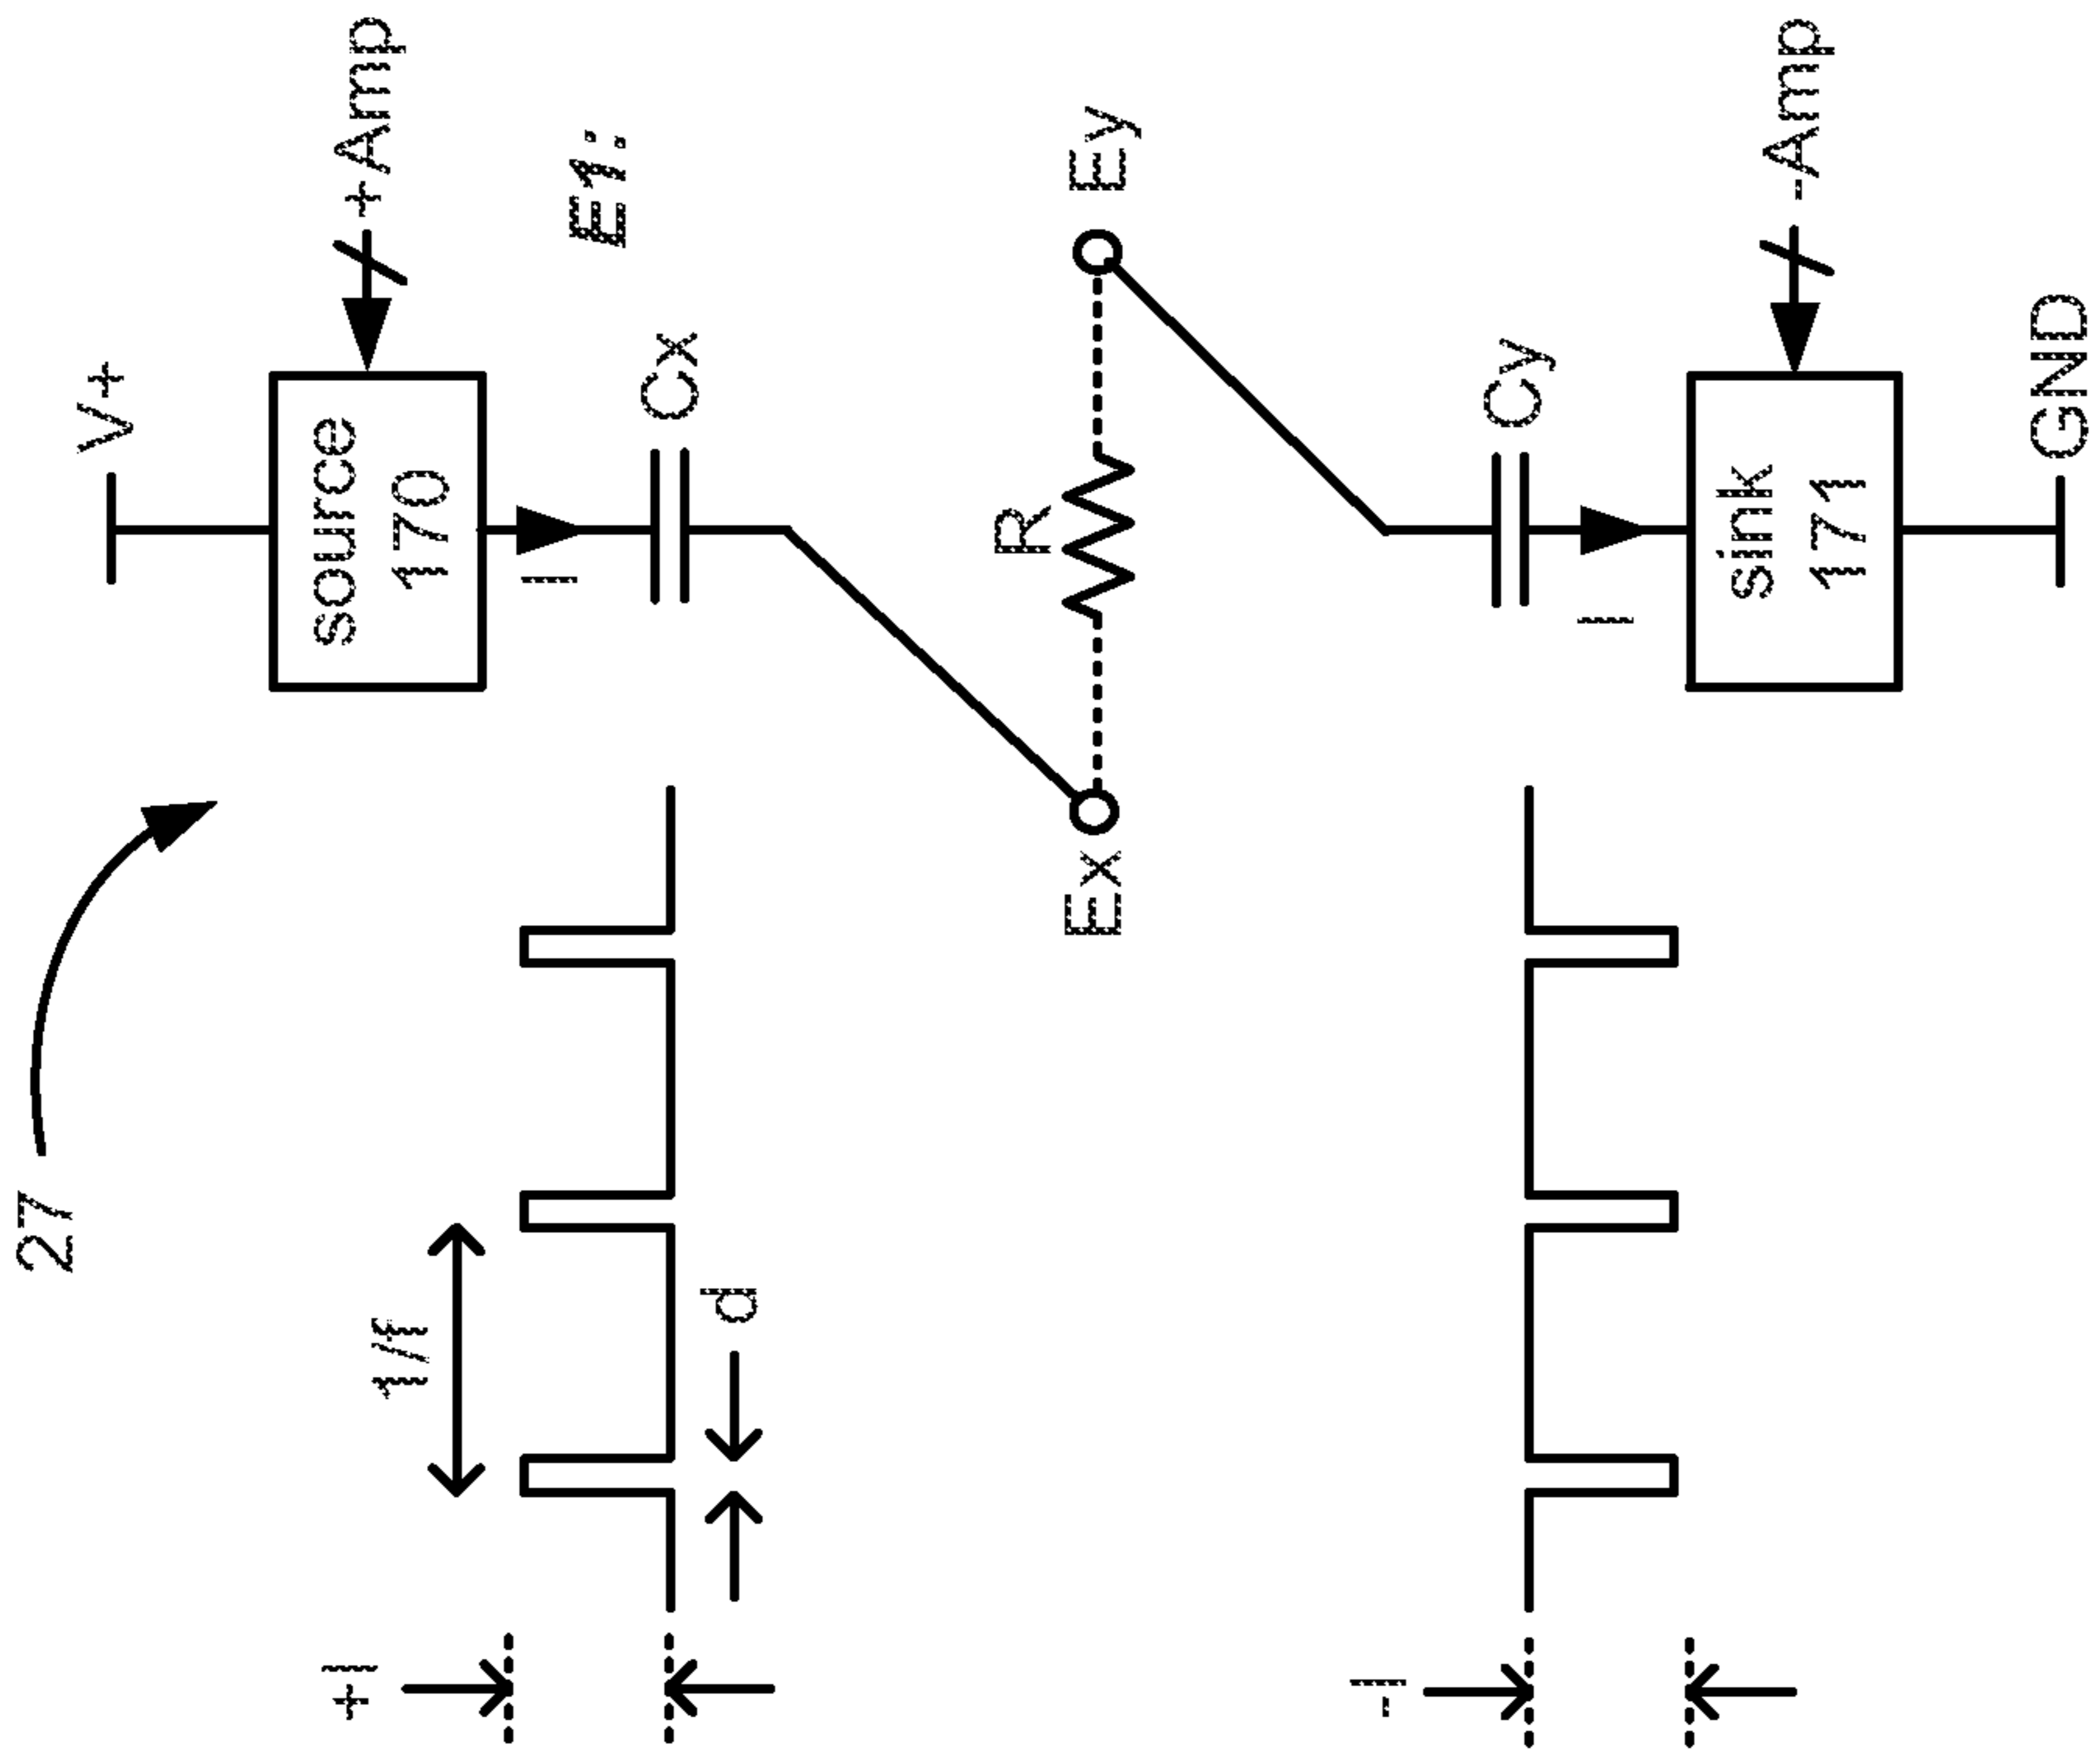 27
V+
source
170
+Amp
I
E1:
Cx
+I
1/f
d
Ex
R
Ey
-I
Cy
I
sink
171
-Amp
GND